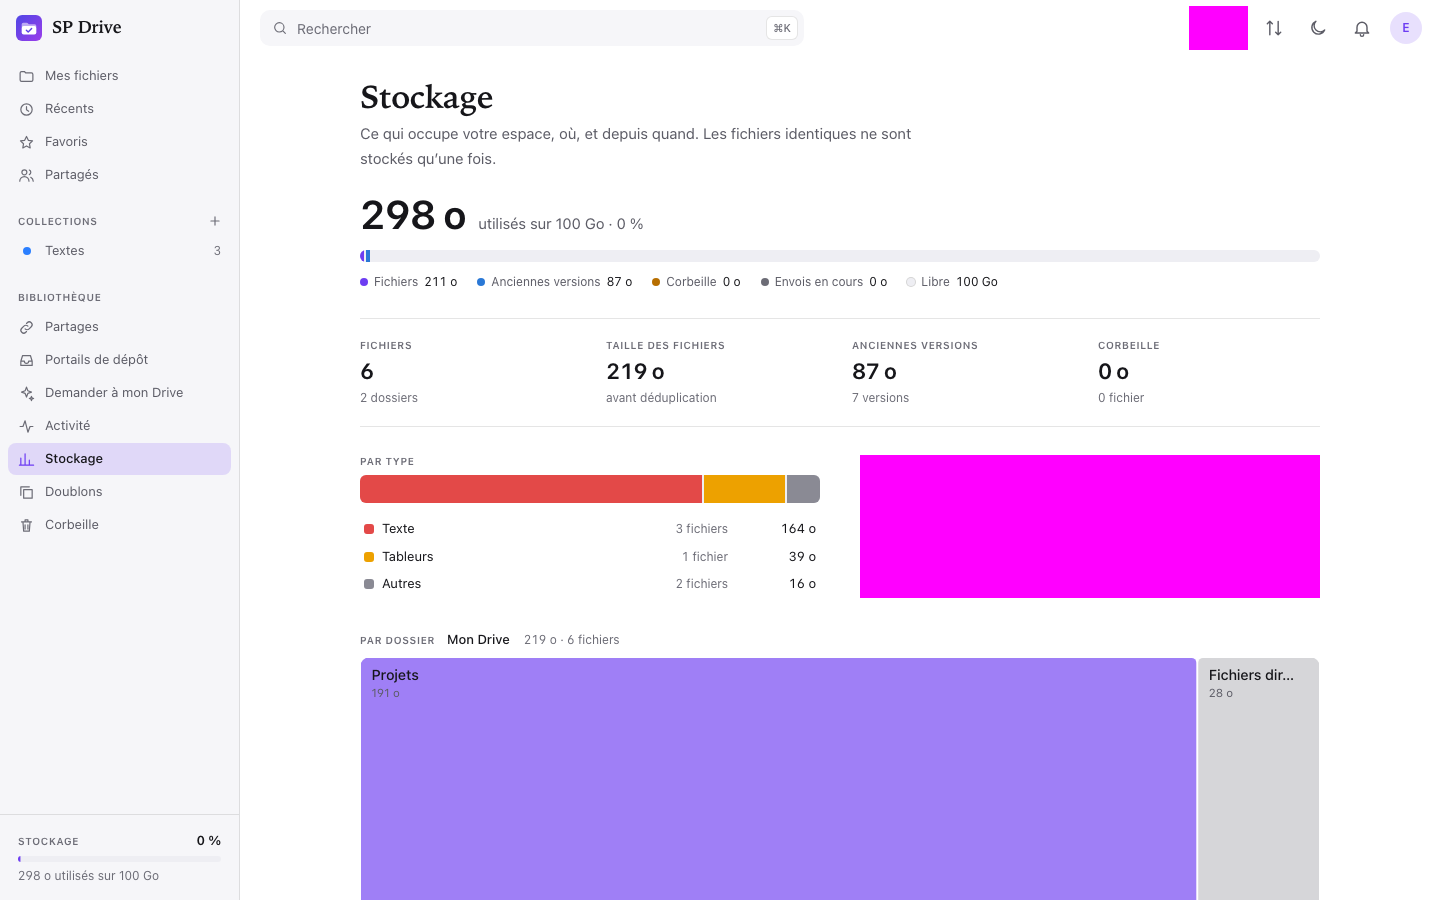 SP Drive
Rechercher
⌘K
E
Mes fichiers
Récents
Favoris
Partagés
COLLECTIONS
Textes 3
BIBLIOTHÈQUE
Partages
Portails de dépôt
Demander à mon Drive
Activité
Stockage
Doublons
Corbeille
STOCKAGE 0 %
298 o utilisés sur 100 Go
Stockage
Ce qui occupe votre espace, où, et depuis quand. Les fichiers identiques ne sont
stockés qu’une fois.
298 o utilisés sur 100 Go · 0 %
Fichiers 211 o Anciennes versions 87 o Corbeille 0 o Envois en cours 0 o Libre 100 Go
FICHIERS TAILLE DES FICHIERS ANCIENNES VERSIONS CORBEILLE
6 219 o 87 o 0 o
2 dossiers avant déduplication 7 versions 0 fichier
PAR TYPE
Texte 3 fichiers 164 o
Tableurs 1 fichier 39 o
Autres 2 fichiers 16 o
PAR DOSSIER Mon Drive 219 o · 6 fichiers
Projets Fichiers dir...
191 o 28 o